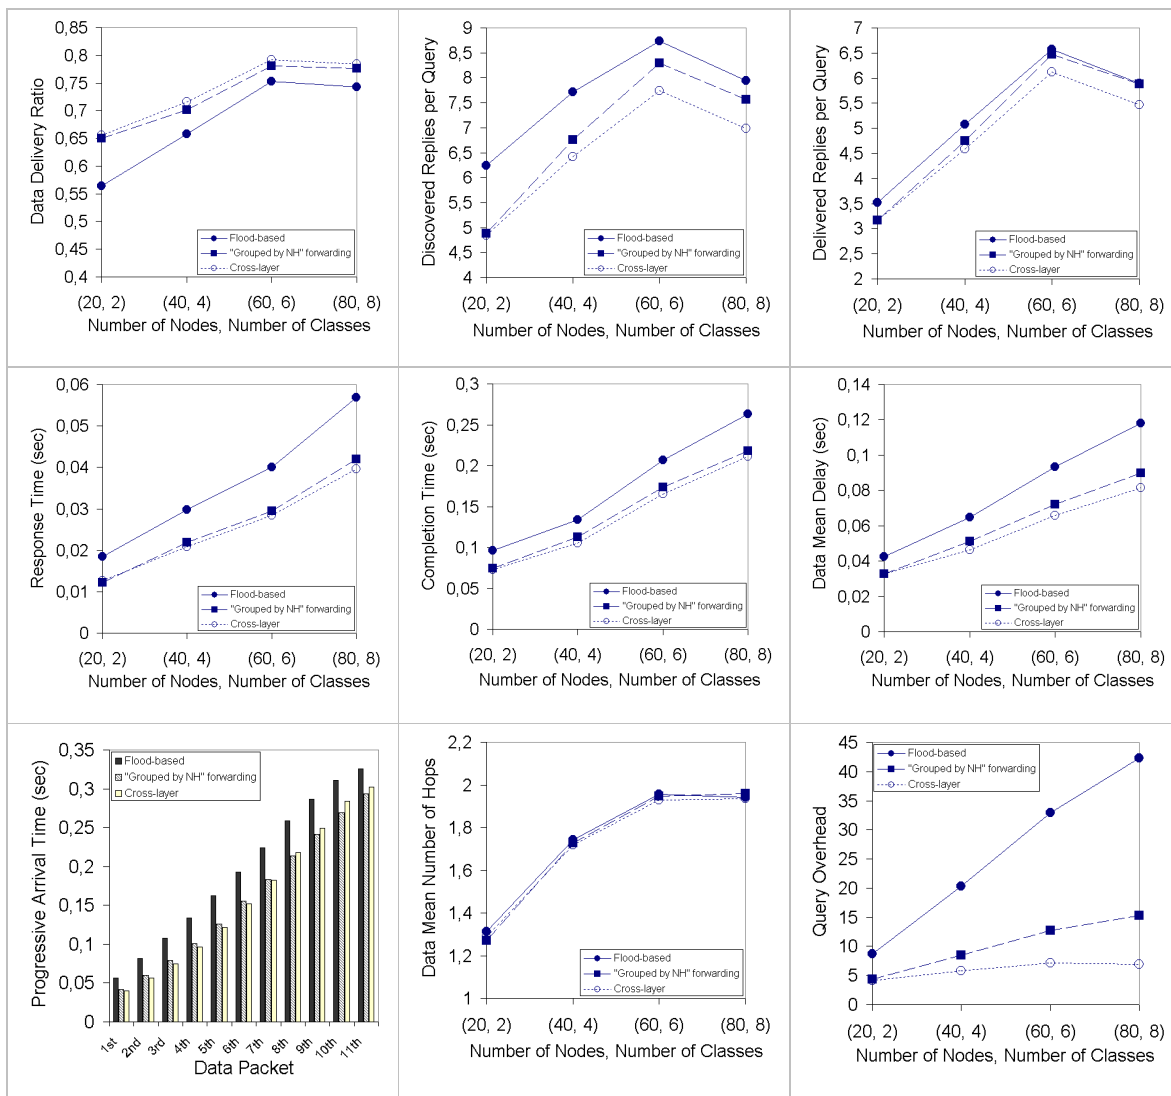 Data Delivery Ratio
0,85
0,8
0,75
0,7
0,65
0,6
0,55
0,5
0,45
0,4
Flood-based
"Grouped by NH" forwarding
Cross-layer
(20, 2) (40, 4) (60, 6) (80, 8)
Number of Nodes, Number of Classes
Discovered Replies per Query
9
8,5
8
7,5
7
6,5
6
5,5
5
4,5
4
Flood-based
"Grouped by NH" forwarding
Cross-layer
(20, 2) (40, 4) (60, 6) (80, 8)
Number of Nodes, Number of Classes
Delivered Replies per Query
7
6,5
6
5,5
5
4,5
4
3,5
3
2,5
2
Flood-based
"Grouped by NH" forwarding
Cross-layer
(20, 2) (40, 4) (60, 6) (80, 8)
Number of Nodes, Number of Classes
Response Time (sec)
0,06
0,05
0,04
0,03
0,02
0,01
0
Flood-based
"Grouped by NH" forwarding
Cross-layer
(20, 2) (40, 4) (60, 6) (80, 8)
Number of Nodes, Number of Classes
Completion Time (sec)
0,3
0,25
0,2
0,15
0,1
0,05
0
Flood-based
"Grouped by NH" forwarding
Cross-layer
(20, 2) (40, 4) (60, 6) (80, 8)
Number of Nodes, Number of Classes
Data Mean Delay (sec)
0,14
0,12
0,1
0,08
0,06
0,04
0,02
0
Flood-based
"Grouped by NH" forwarding
Cross-layer
(20, 2) (40, 4) (60, 6) (80, 8)
Number of Nodes, Number of Classes
Progressive Arrival Time (sec)
0,35
0,3
0,25
0,2
0,15
0,1
0,05
0
Flood-based
"Grouped by NH" forwarding
Cross-layer
1st 2nd 3rd 4th 5th 6th 7th 8th 9th 10th 11th
Data Packet
Data Mean Number of Hops
2,2
2
1,8
1,6
1,4
1,2
1
Flood-based
"Grouped by NH" forwarding
Cross-layer
(20, 2) (40, 4) (60, 6) (80, 8)
Number of Nodes, Number of Classes
Query Overhead
45
40
35
30
25
20
15
10
5
0
Flood-based
"Grouped by NH" forwarding
Cross-layer
(20, 2) (40, 4) (60, 6) (80, 8)
Number of Nodes, Number of Classes